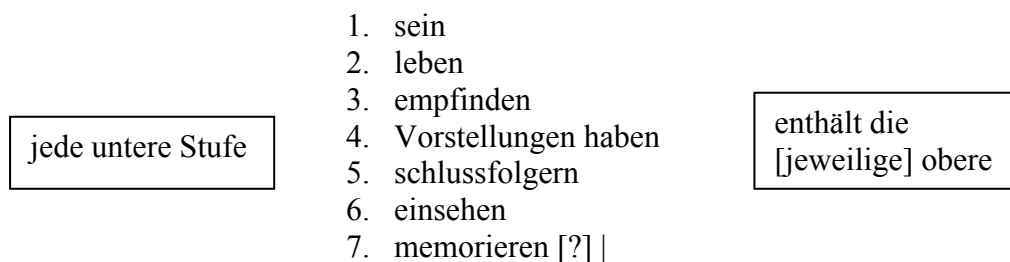 jede untere Stufe
1. sein
2. leben
3. empfinden
4. Vorstellungen haben
5. schlussfolgern
6. einsehen
7. memorieren [?] |
enthält die
[jeweilige] obere